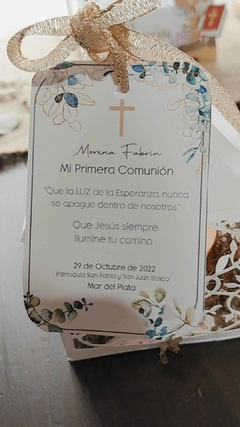 Morena Fabrin
Mi Primera Comunión
"Que la LUZ de la Esperanza, nunca
se apague dentro de nosotros"
Que Jesús siempre
ilumine tu camino
29 de Octubre de 2022
Parroquia San Pablo y San Juan Bosco
Mar del Plata